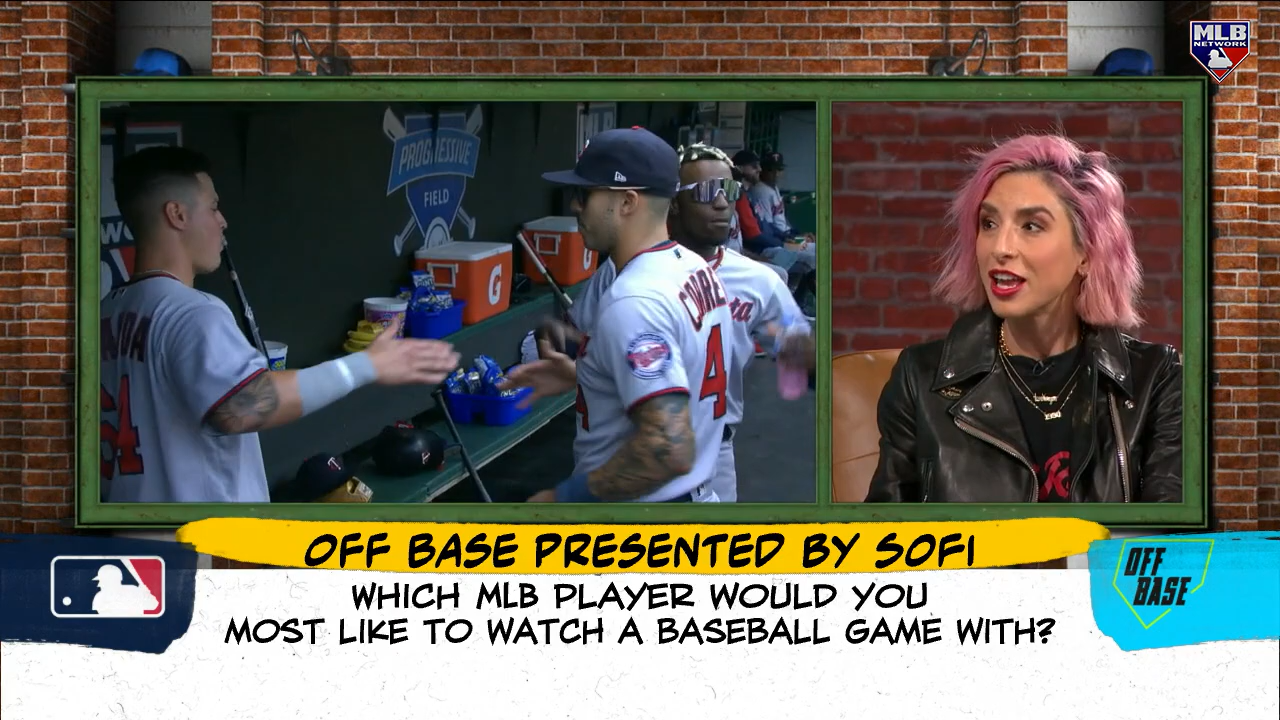 MLB
NETWORK
PROGRESSIVE
FIELD
G
G
4
64
OFF BASE PRESENTED BY SOFI
WHICH MLB PLAYER WOULD YOU
MOST LIKE TO WATCH A BASEBALL GAME WITH?
OFF
BASE